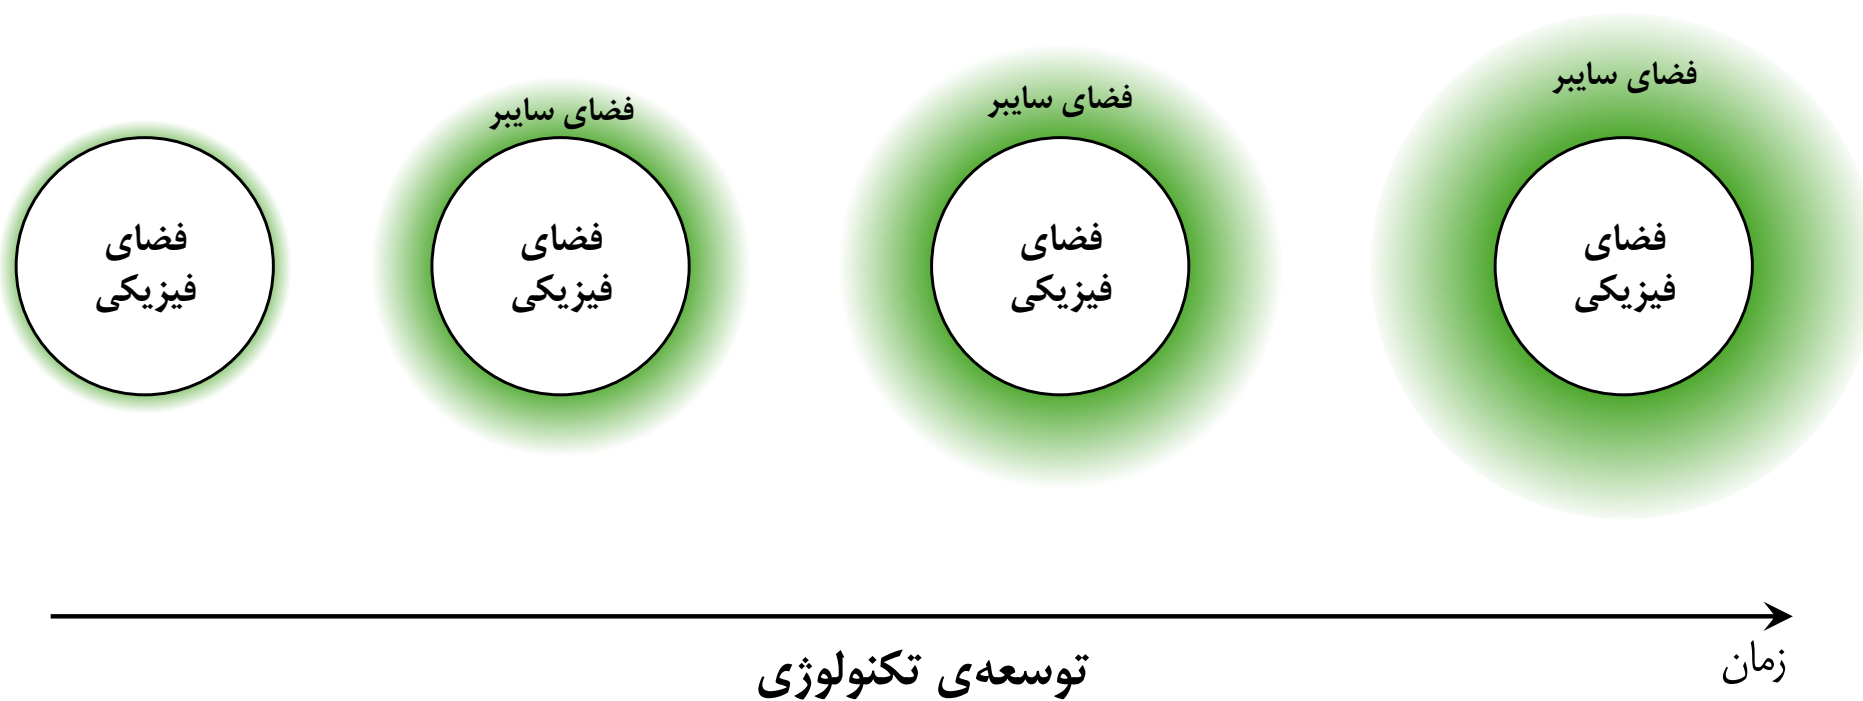 فضای
فیزیکی
فضای سایبر
فضای
فیزیکی
فضای سایبر
فضای
فیزیکی
فضای سایبر
فضای
فیزیکی
زمان
توسعه‌ی تکنولوژی